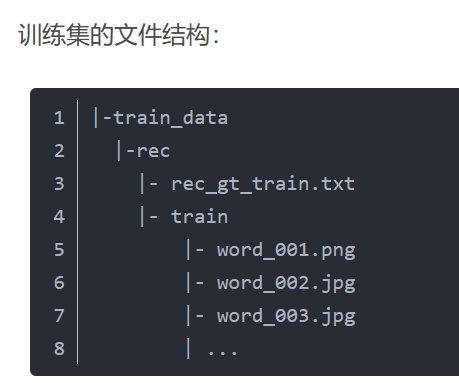 训练集的文件结构：
1 |-train_data
2   |-rec
3     |- rec_gt_train.txt
4     |- train
5         |- word_001.png
6         |- word_002.jpg
7         |- word_003.jpg
8         | ...